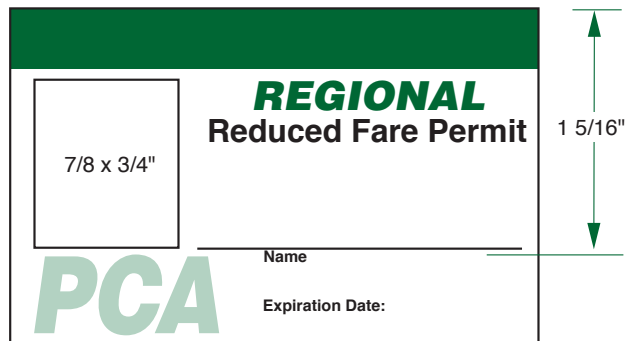 REGIONAL
Reduced Fare Permit
1 5/16"
7/8 x 3/4"
Name
PCA
Expiration Date: